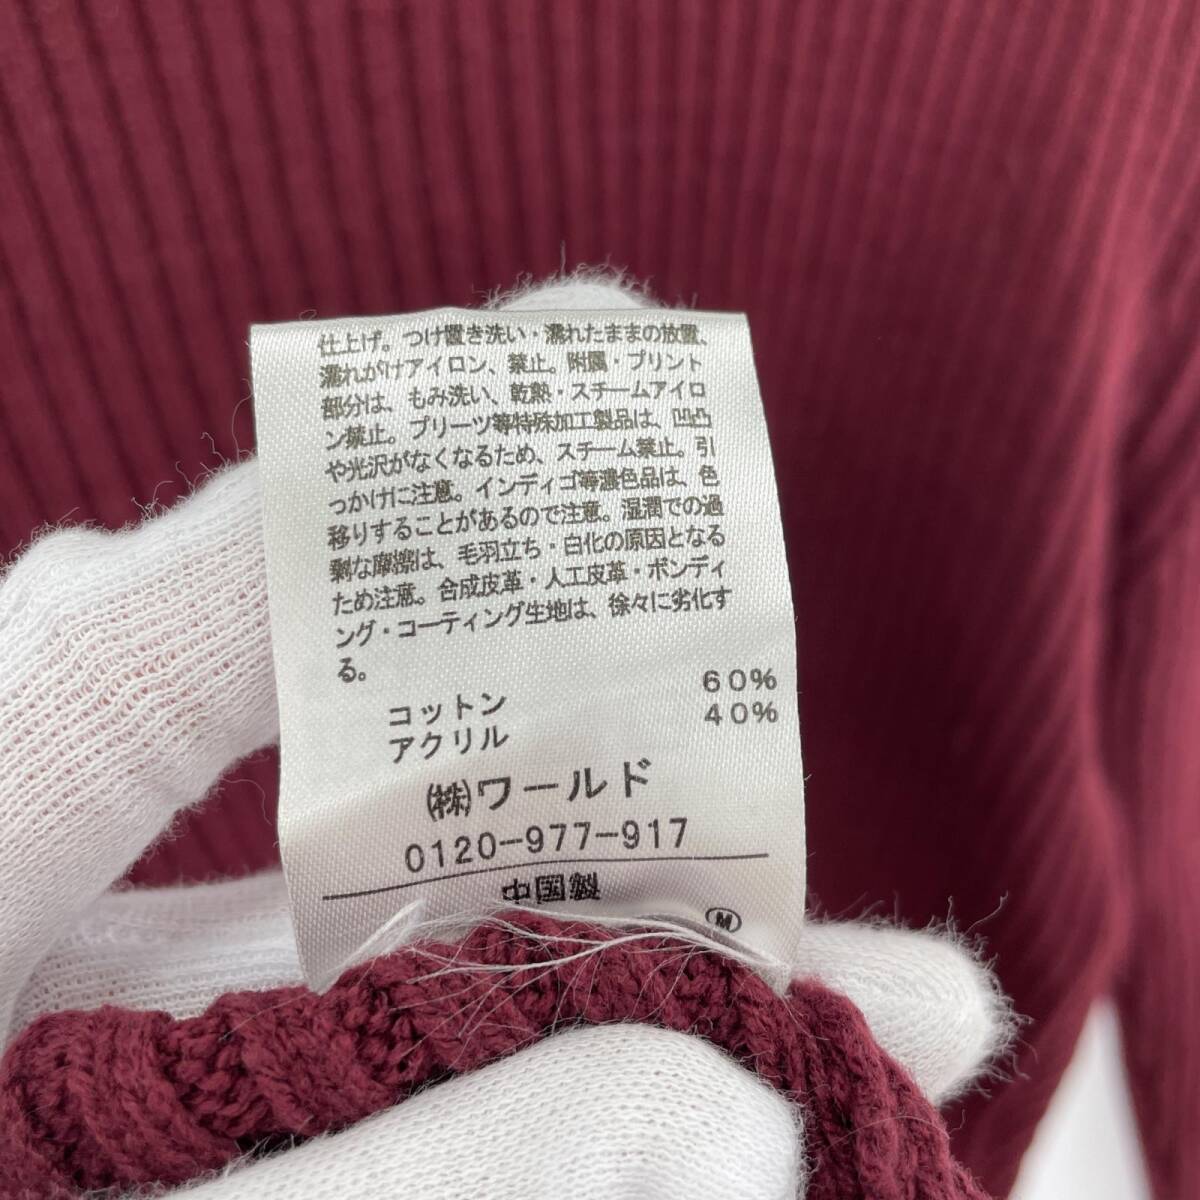 仕上げ。つけ置き洗い・濡れたままの放置、
濡れがけアイロン、禁止。附属・プリント
部分は、もみ洗い、乾熱・スチームアイロ
ン禁止。プリーツ等特殊加工製品は、凹凸
や光沢がなくなるため、スチーム禁止。引
っかけに注意。インディゴ等濃色品は、色
移りすることがあるので注意。湿潤での過
剰な摩擦は、毛羽立ち・白化の原因となる
ため注意。合成皮革・人工皮革・ボンディ
ング・コーティング生地は、徐々に劣化す
る。
コットン 60%
アクリル 40%
㈱ワールド
0120-977-917
中国製
Ⓜ